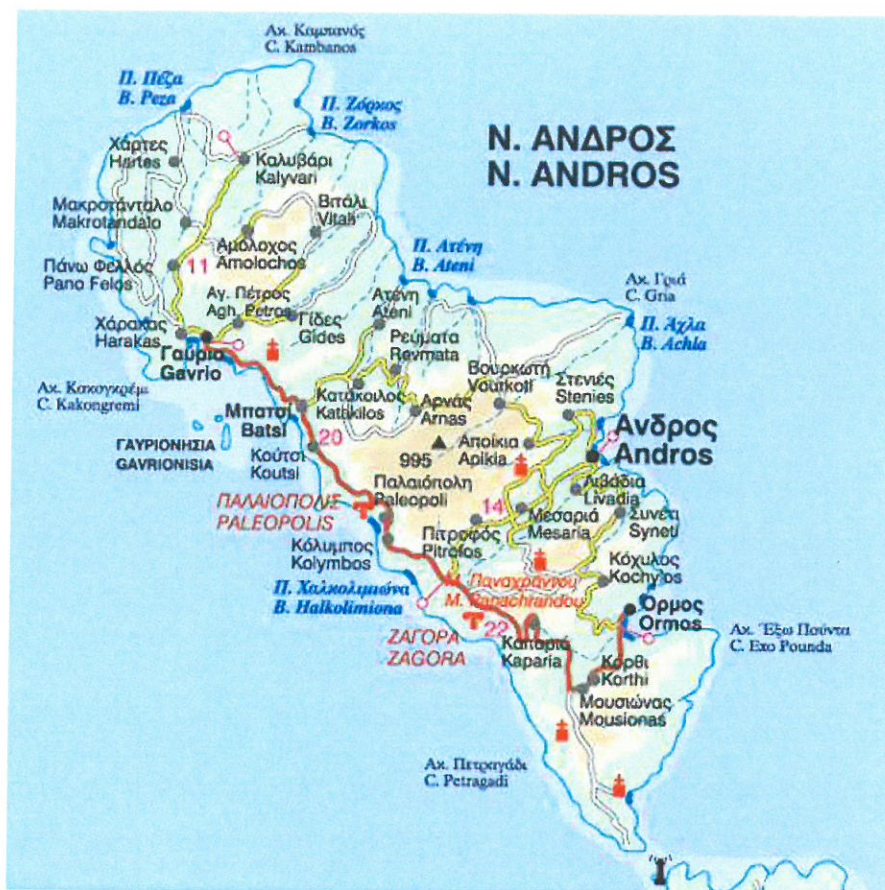 Ακ. Καμπανός
C. Kambanos
Π. Πέζα
B. Peza
Π. Ζόρκος
B. Zorkos
Ν. ΑΝΔΡΟΣ
N. ANDROS
Χάρτες
Hartes
Καλυβάρι
Kalyvari
Μακροτάνταλο
Makrotandalo
Βιτάλι
Vitali
Αμόλοχος
Amolochos
Πάνω Φελλός
Pano Felos
11
Π. Ατένη
B. Ateni
Ακ. Γριά
C. Gria
Αγ. Πέτρος
Agh. Petros
Γίδες
Gides
Ατένη
Ateni
Χάρακας
Harakas
Γαύριο
Gavrio
Ρεύματα
Revmata
Π. Άχλα
B. Achla
Βουρκωτή
Vourkoti
Στενιές
Stenies
Ακ. Κακογκρέμι
C. Kakongremi
Κατάκοιλος
Katakilos
Μπατσί
Batsi
Αρνάς
Arnas
Ανδρος
Andros
ΓΑΥΡΙΟΝΗΣΙΑ
GAVRIONISIA
20
Κούτσι
Koutsi
995
Αποίκια
Apikia
Παλαιόπολη
Paleopoli
ΠΑΛΑΙΟΠΟΛΙΣ
PALEOPOLIS
14
Λιβάδια
Livadia
Πιτροφός
Pitrofos
Μεσαριά
Mesaria
Συνετί
Syneti
Κόλυμπος
Kolymbos
Κόχυλος
Kochylos
Π. Χαλκολιμιώνα
B. Halkolimiona
Μ. Παναχράντου
M. Panachrandou
Όρμος
Ormos
ΖΑΓΟΡΑ
ZAGORA
22
Καπαριά
Kaparia
Ακ. Έξω Πούντα
C. Exo Pounda
Κόρθι
Korthi
Μουσιώνας
Mousionas
Ακ. Πετραγάδι
C. Petragadi